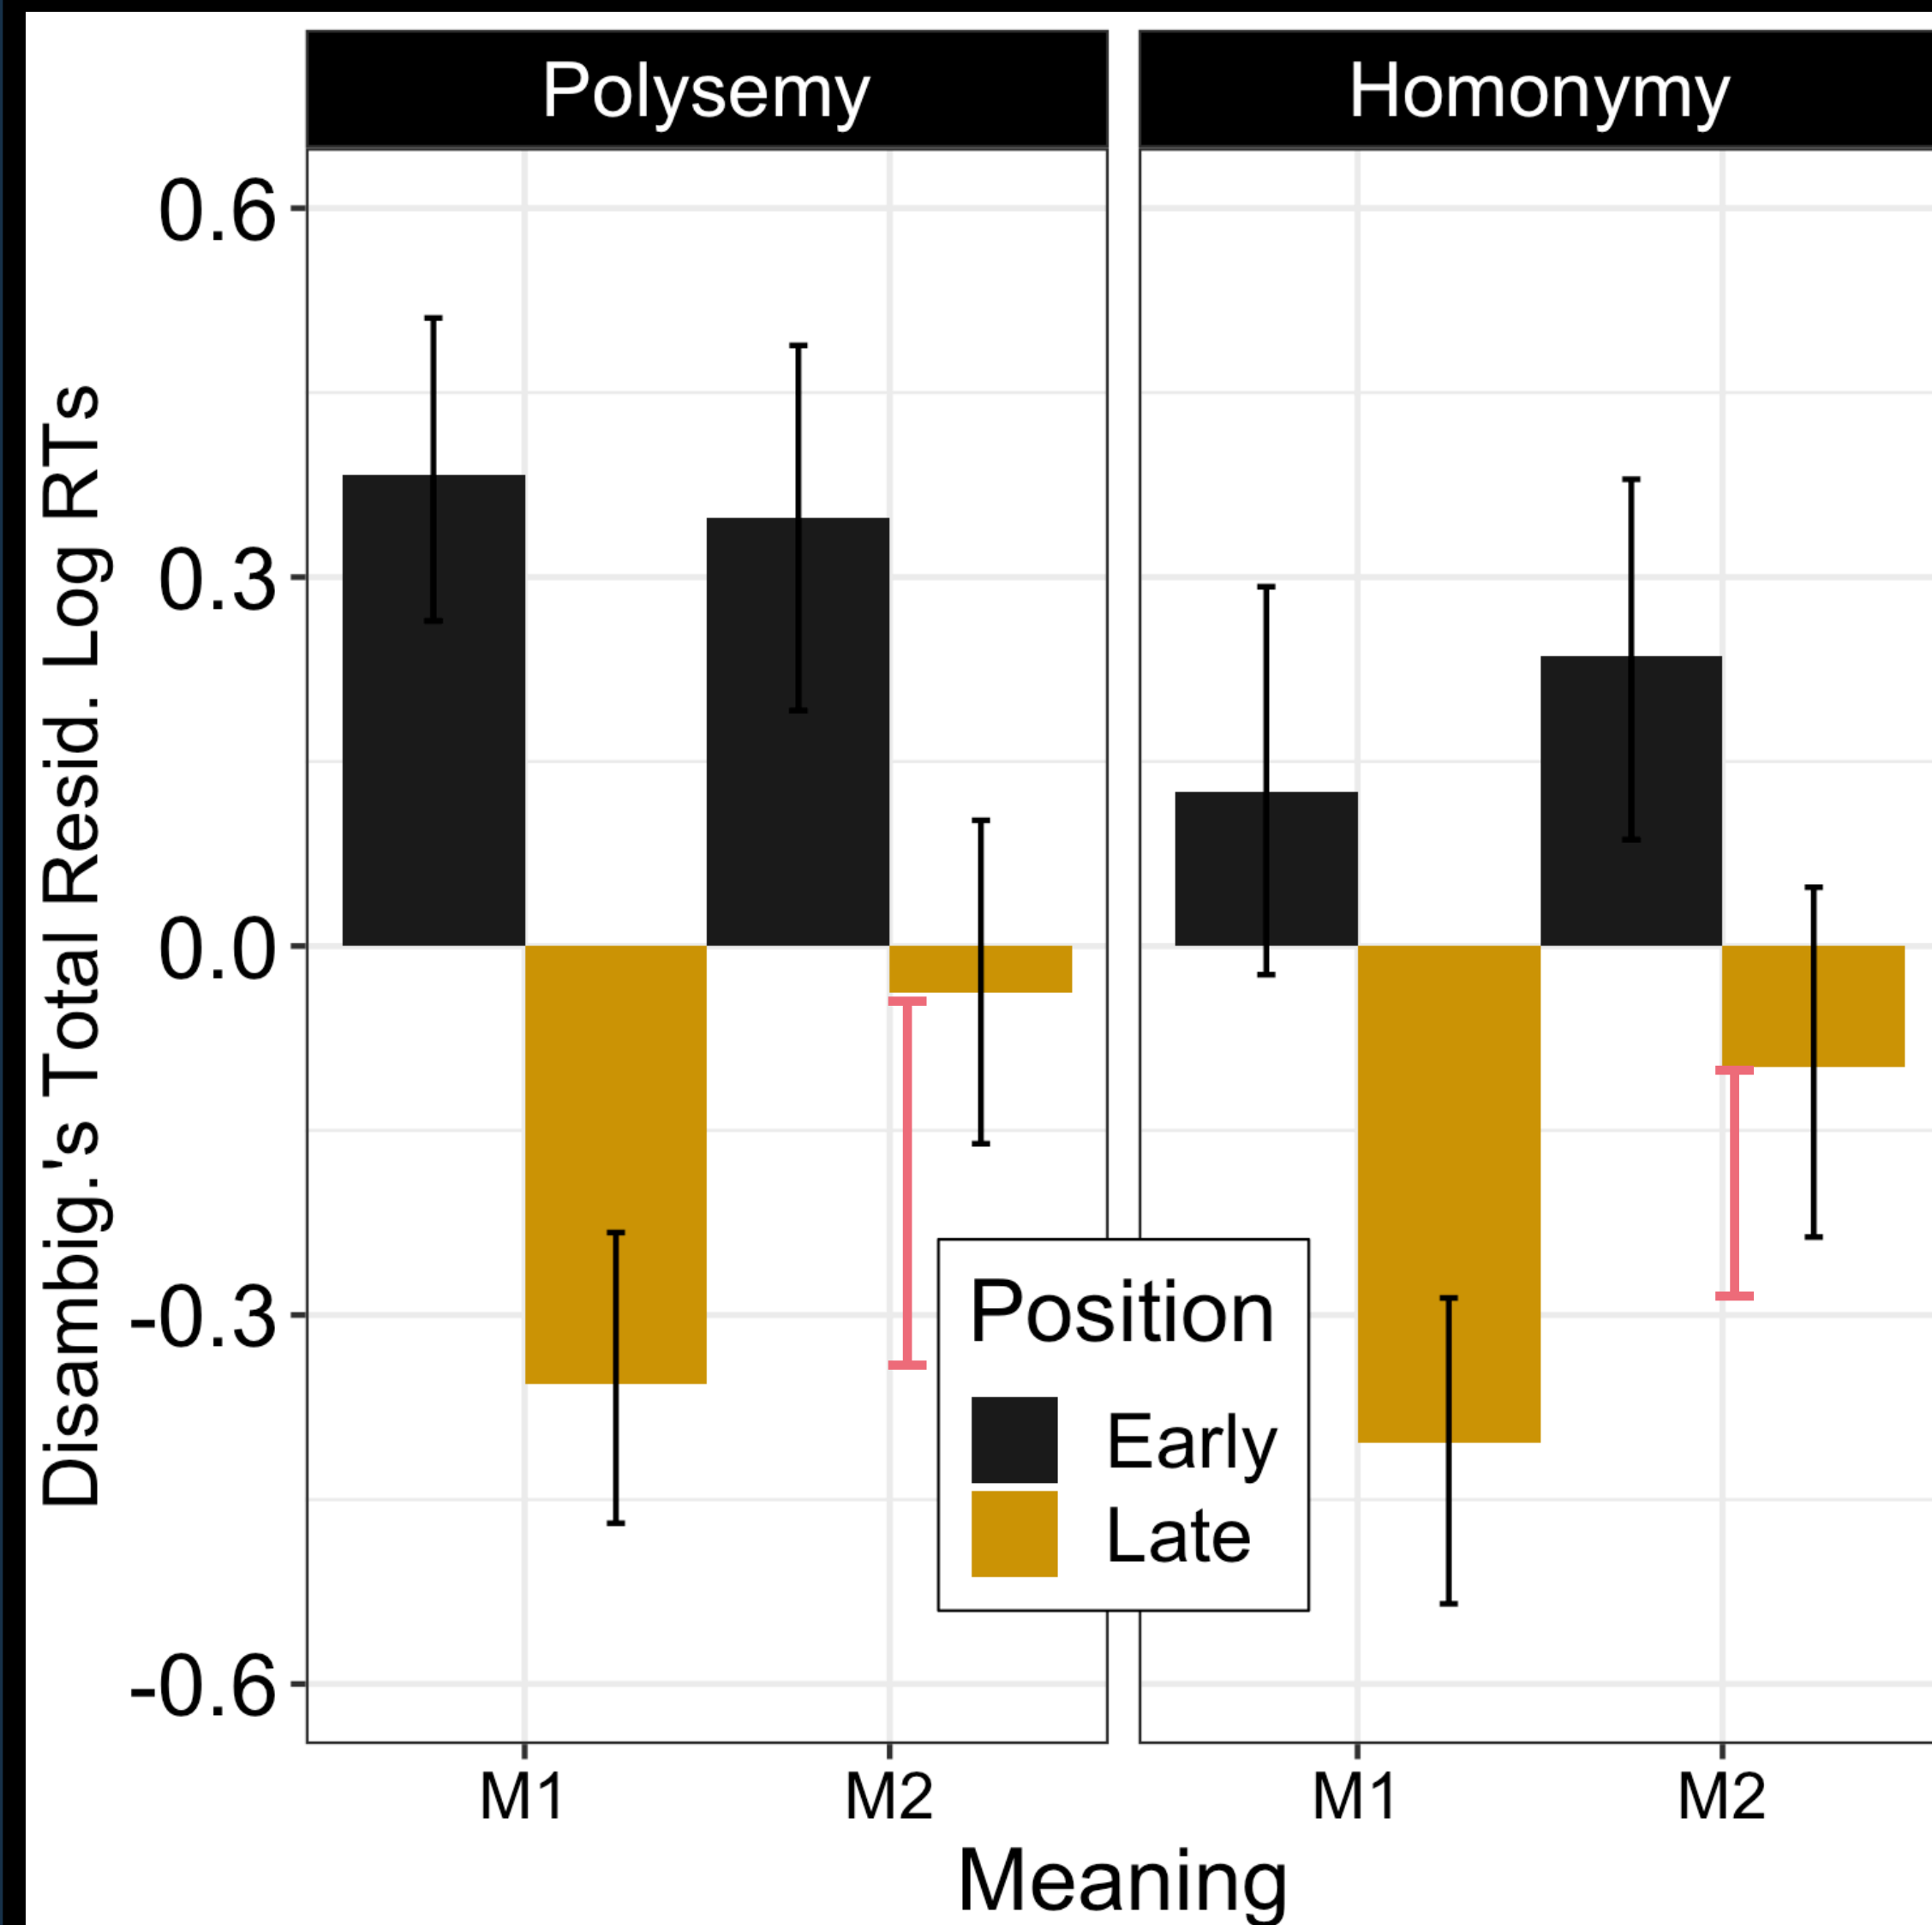 Polysemy
Homonymy
Disambig.'s Total Resid. Log RTs
0.6
0.3
0.0
-0.3
-0.6
Position
Early
Late
M1
M2
M1
M2
Meaning